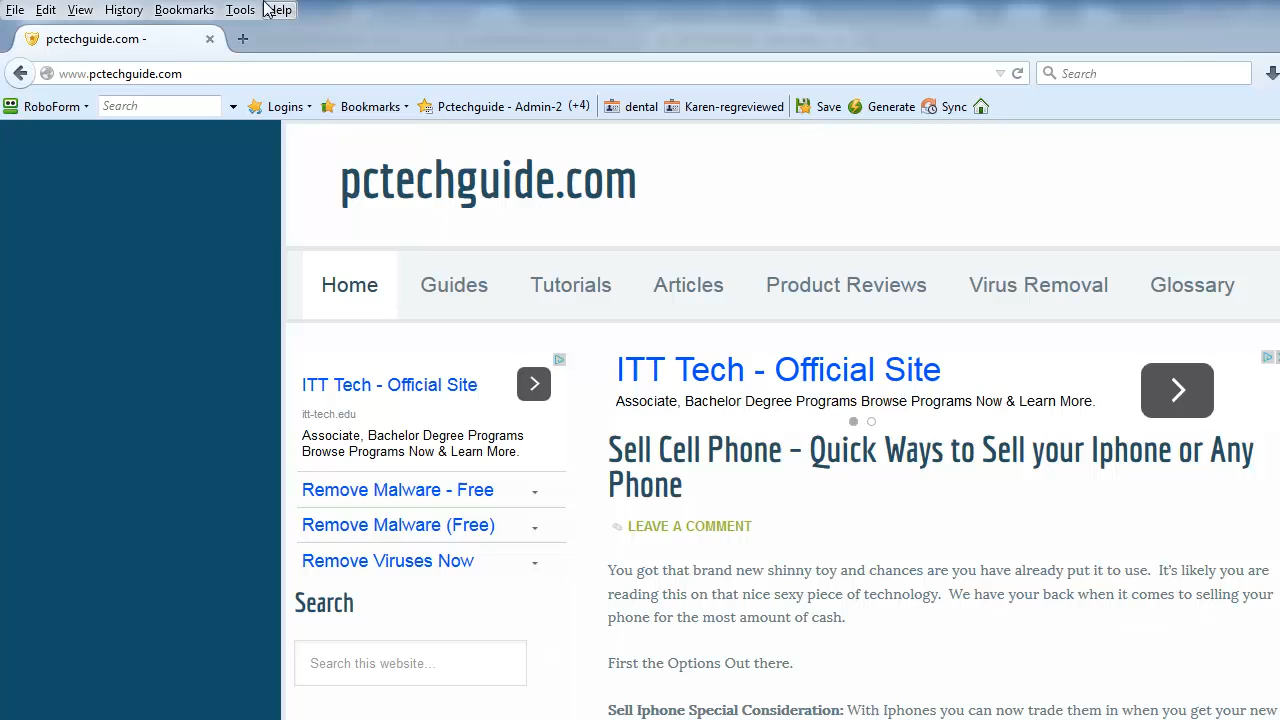 File Edit View History Bookmarks Tools Help
pctechguide.com -
www.pctechguide.com
Search
RoboForm Search Logins Bookmarks Pctechguide - Admin-2 (+4) dental Karen-regreviewed Save Generate Sync
pctechguide.com
Home Guides Tutorials Articles Product Reviews Virus Removal Glossary
ITT Tech - Official Site
itt-tech.edu
Associate, Bachelor Degree Programs
Browse Programs Now & Learn More.
Remove Malware - Free
Remove Malware (Free)
Remove Viruses Now
Search
Search this website...
ITT Tech - Official Site
Associate, Bachelor Degree Programs Browse Programs Now & Learn More.
Sell Cell Phone – Quick Ways to Sell your Iphone or Any
Phone
LEAVE A COMMENT
You got that brand new shinny toy and chances are you have already put it to use. It's likely you are
reading this on that nice sexy piece of technology. We have your back when it comes to selling your
phone for the most amount of cash.
First the Options Out there.
Sell Iphone Special Consideration: With Iphones you can now trade them in when you get your new